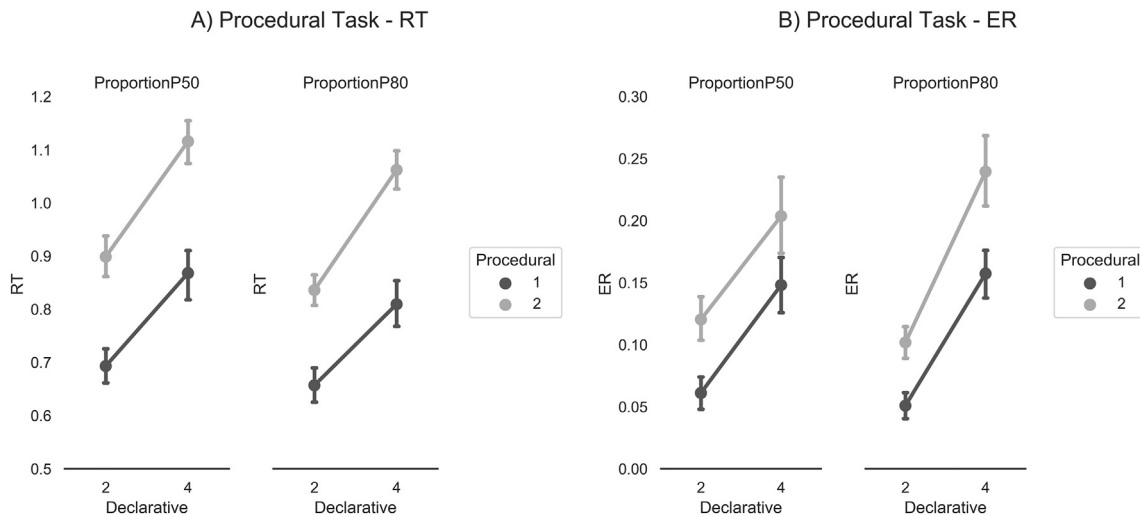 A) Procedural Task - RT
B) Procedural Task - ER
ProportionP50
ProportionP80
1.2
1.1
1.0
0.9
0.8
0.7
0.6
0.5
RT
RT
2
4
2
4
Declarative
Declarative
Procedural
1
2
ProportionP50
ProportionP80
0.30
0.25
0.20
0.15
0.10
0.05
0.00
ER
ER
2
4
2
4
Declarative
Declarative
Procedural
1
2